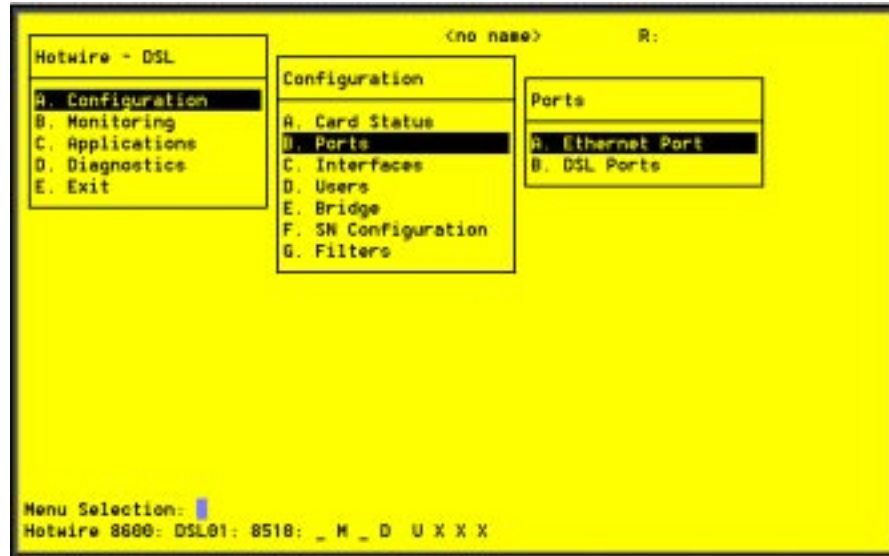 <no name> R:
Hotwire - DSL
A. Configuration
B. Monitoring
C. Applications
D. Diagnostics
E. Exit
Configuration
A. Card Status
B. Ports
C. Interfaces
D. Users
E. Bridge
F. SN Configuration
G. Filters
Ports
A. Ethernet Port
B. DSL Ports
Menu Selection:
Hotwire 8600: DSL01: 8510: _ M _ D U X X X